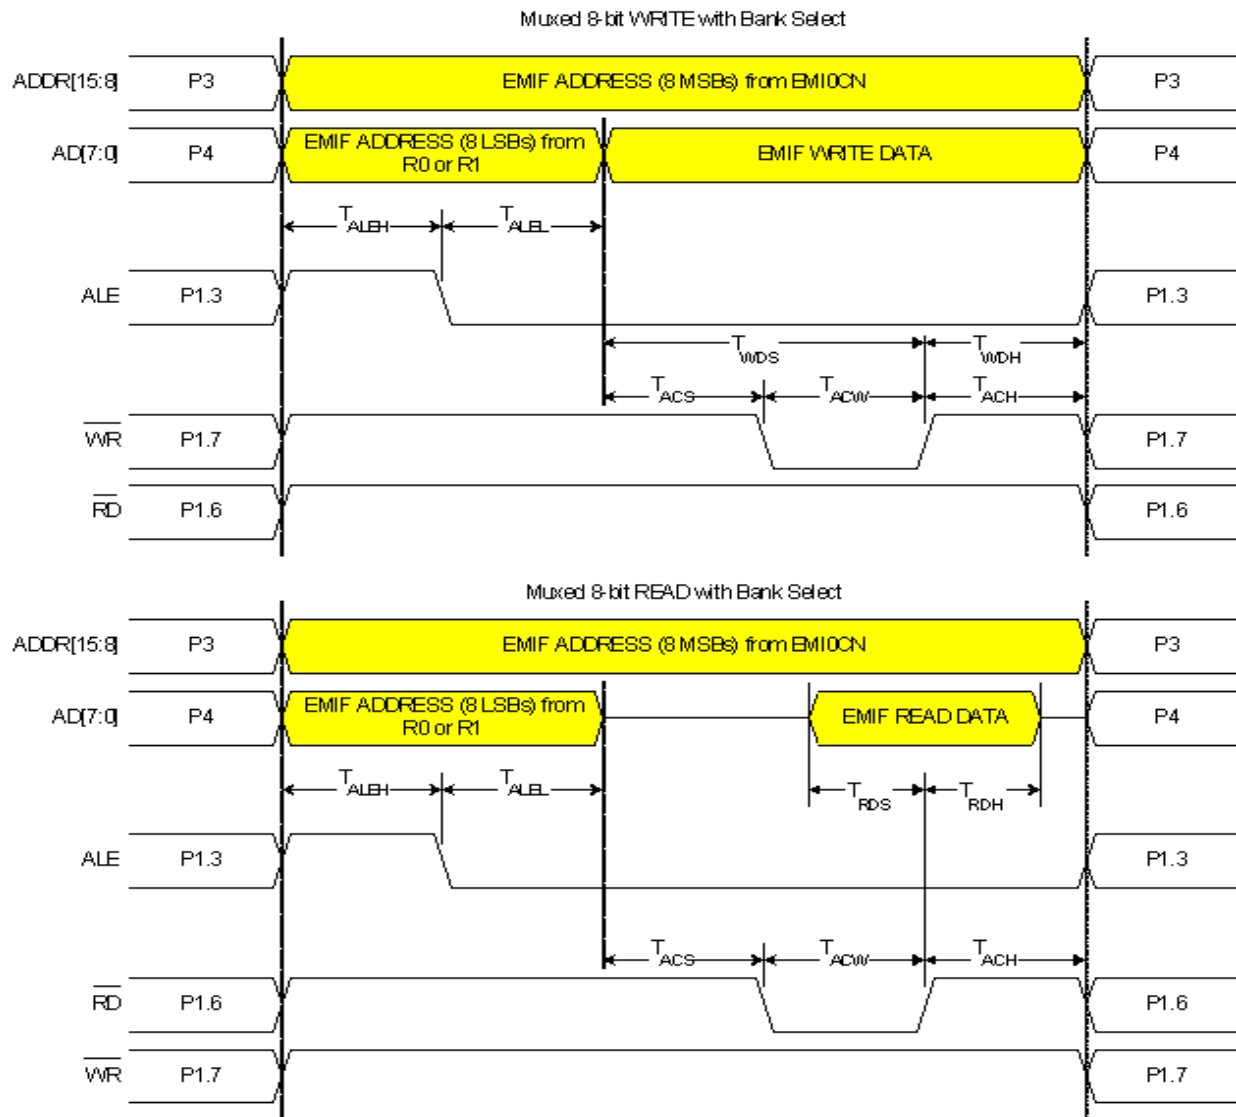 Muxed 8-bit WRITE with Bank Select
ADDR[15:8] P3 EMIF ADDRESS (8 MSBs) from EMI0CN P3
AD[7:0] P4 EMIF ADDRESS (8 LSBs) from R0 or R1 EMIF WRITE DATA P4
TALEH TALEL
ALE P1.3 P1.3
TWDS TWDH
TACS TACW TACH
WR P1.7 P1.7
RD P1.6 P1.6
Muxed 8-bit READ with Bank Select
ADDR[15:8] P3 EMIF ADDRESS (8 MSBs) from EMI0CN P3
AD[7:0] P4 EMIF ADDRESS (8 LSBs) from R0 or R1 EMIF READ DATA P4
TALEH TALEL TRDS TRDH
ALE P1.3 P1.3
TACS TACW TACH
RD P1.6 P1.6
WR P1.7 P1.7